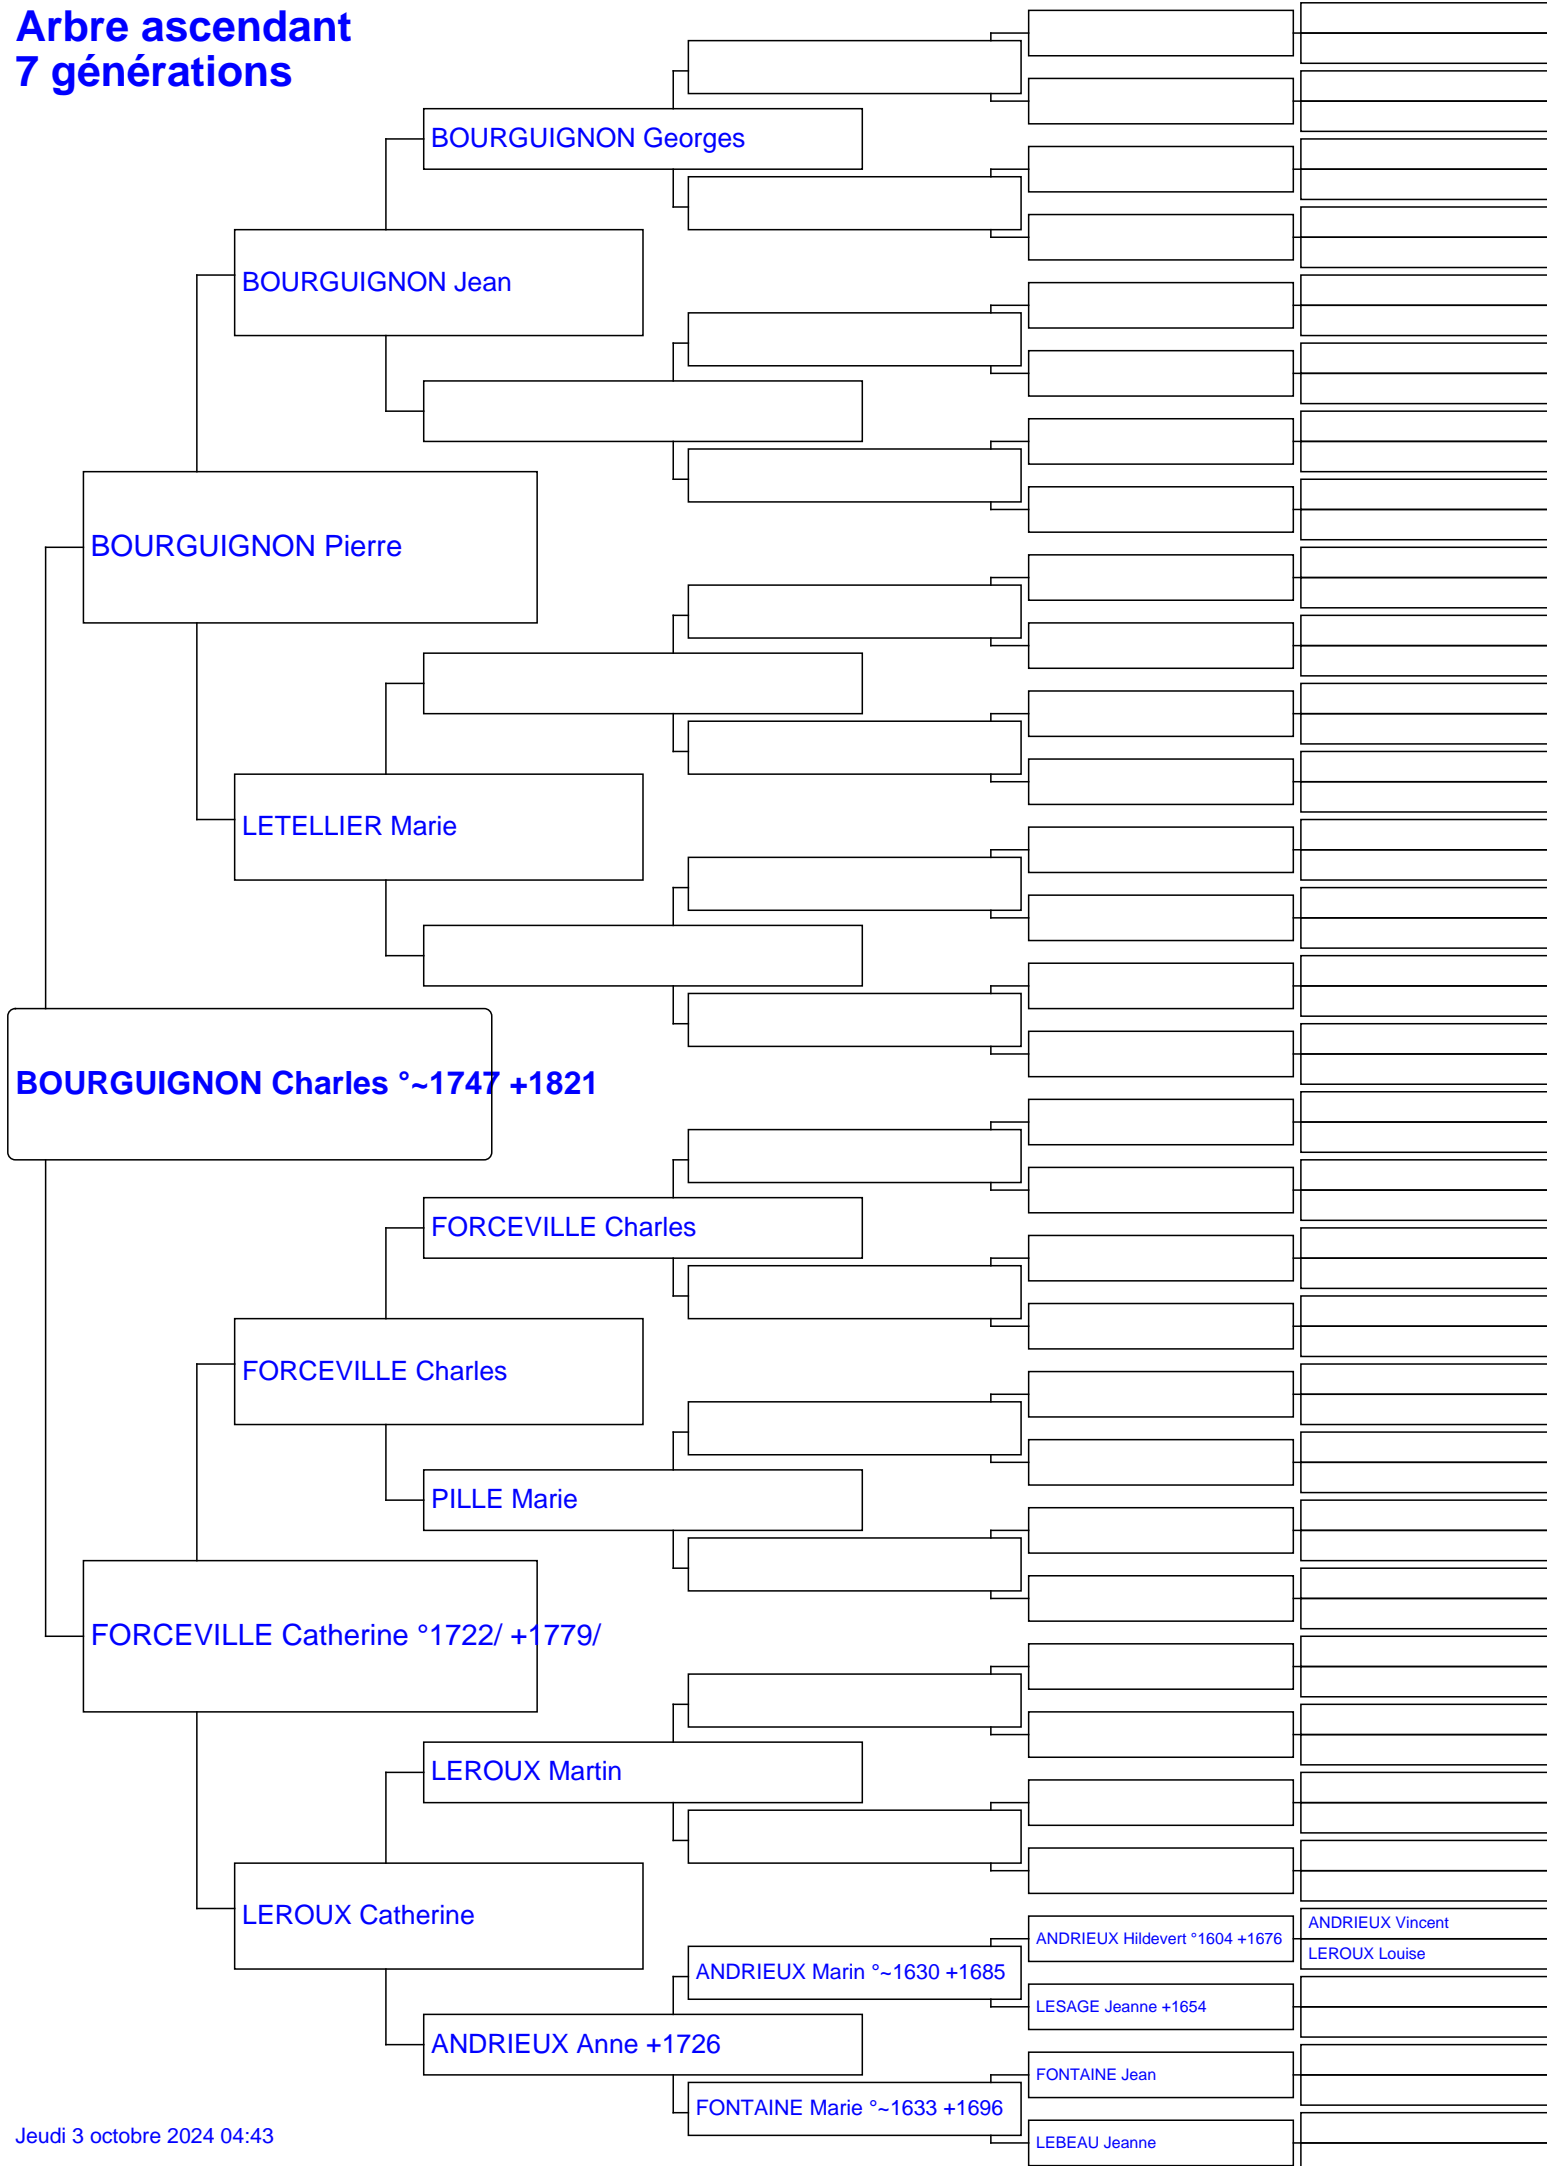 Arbre ascendant
7 générations
BOURGUIGNON Georges
BOURGUIGNON Jean
BOURGUIGNON Pierre
LETELLIER Marie
BOURGUIGNON Charles °~1747 +1821
FORCEVILLE Charles
FORCEVILLE Charles
PILLE Marie
FORCEVILLE Catherine °1722/ +1779/
LEROUX Martin
LEROUX Catherine
ANDRIEUX Vincent
ANDRIEUX Hildevert °1604 +1676
LEROUX Louise
ANDRIEUX Marin °~1630 +1685
LESAGE Jeanne +1654
ANDRIEUX Anne +1726
FONTAINE Jean
FONTAINE Marie °~1633 +1696
LEBEAU Jeanne
Jeudi 3 octobre 2024 04:43